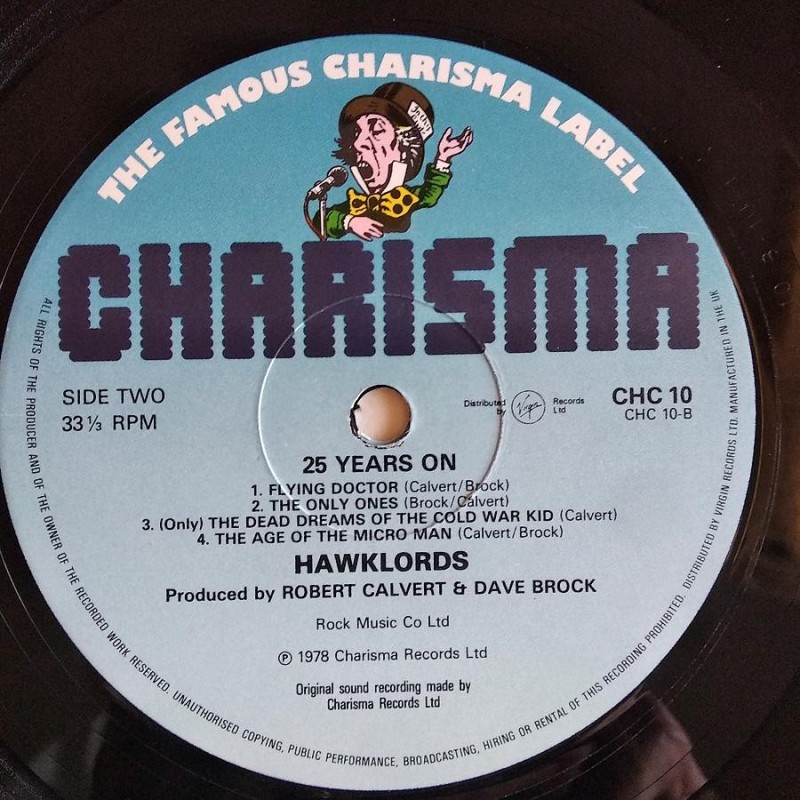 THE FAMOUS CHARISMA LABEL
CHARISMA
SIDE TWO
33 ⅓ RPM
Distributed by Virgin Records Ltd
CHC 10
CHC 10-B
25 YEARS ON
1. FLYING DOCTOR (Calvert/Brock)
2. THE ONLY ONES (Brock/Calvert)
3. (Only) THE DEAD DREAMS OF THE COLD WAR KID (Calvert)
4. THE AGE OF THE MICRO MAN (Calvert/Brock)
HAWKLORDS
Produced by ROBERT CALVERT & DAVE BROCK
Rock Music Co Ltd
℗ 1978 Charisma Records Ltd
Original sound recording made by
Charisma Records Ltd
ALL RIGHTS OF THE PRODUCER AND OF THE OWNER OF THE RECORDED WORK RESERVED. UNAUTHORISED COPYING, PUBLIC PERFORMANCE, BROADCASTING, HIRING OR RENTAL OF THIS RECORDING PROHIBITED. DISTRIBUTED BY VIRGIN RECORDS LTD. MANUFACTURED IN THE UK